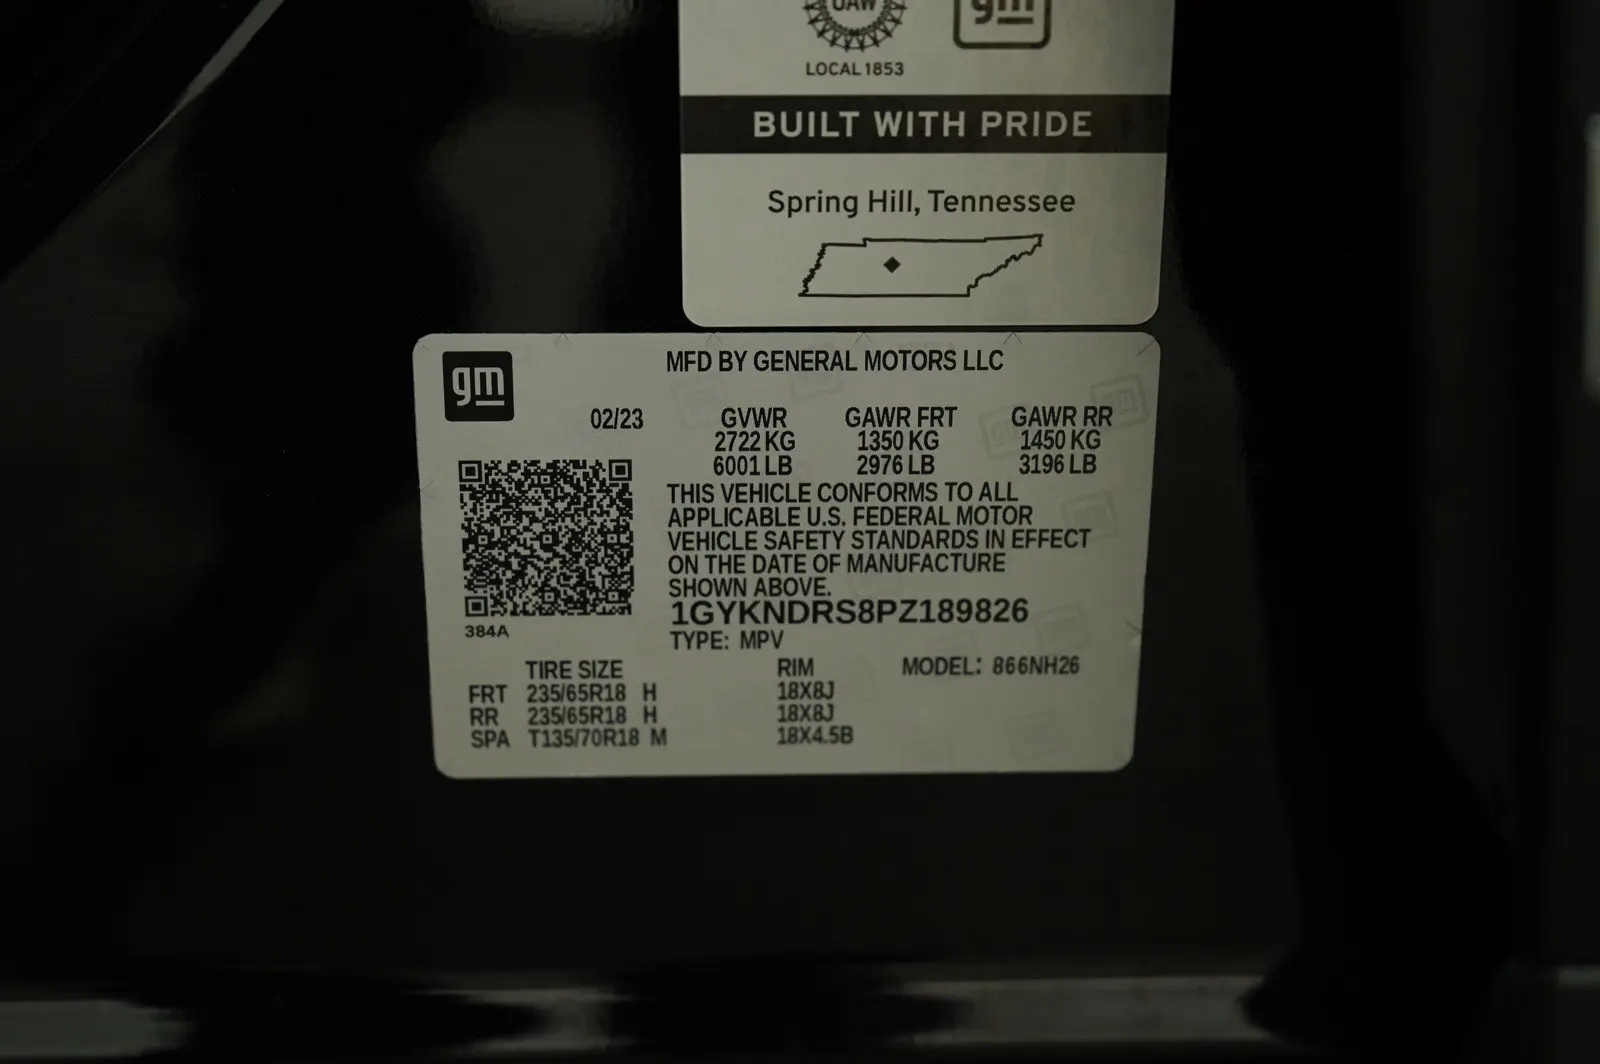 UAW
gm
LOCAL 1853
BUILT WITH PRIDE
Spring Hill, Tennessee
gm
MFD BY GENERAL MOTORS LLC
02/23 GVWR GAWR FRT GAWR RR
2722 KG 1350 KG 1450 KG
6001 LB 2976 LB 3196 LB
THIS VEHICLE CONFORMS TO ALL
APPLICABLE U.S. FEDERAL MOTOR
VEHICLE SAFETY STANDARDS IN EFFECT
ON THE DATE OF MANUFACTURE
SHOWN ABOVE.
1GYKNDRS8PZ189826
384A
TYPE: MPV
TIRE SIZE RIM MODEL: 866NH26
FRT 235/65R18 H 18X8J
RR 235/65R18 H 18X8J
SPA T135/70R18 M 18X4.5B